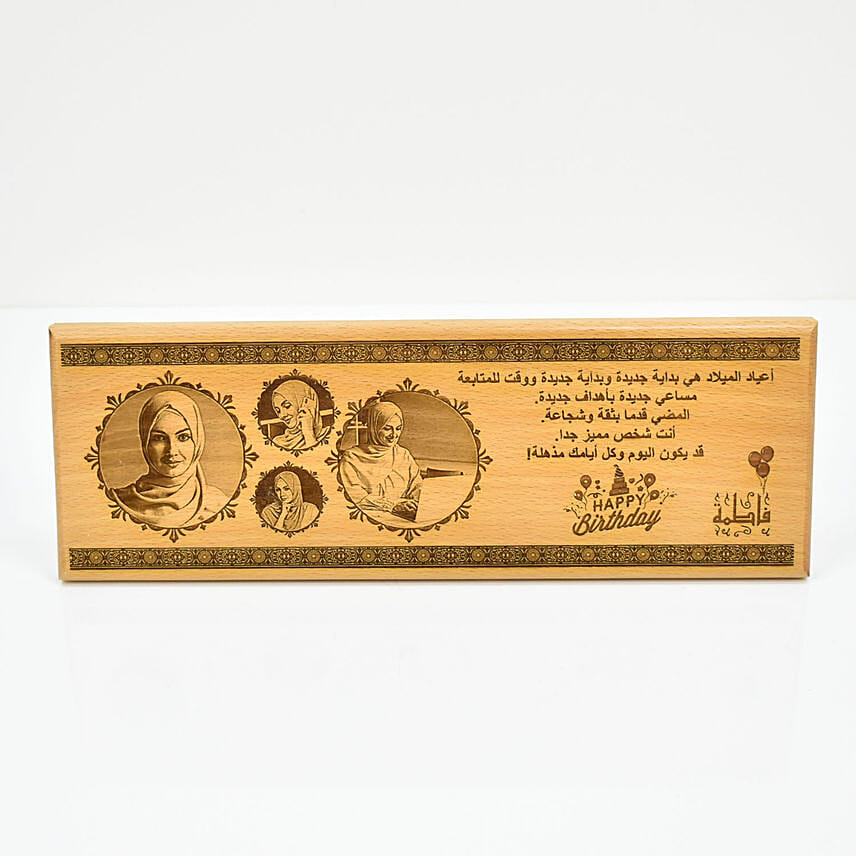 أعياد الميلاد هي بداية جديدة وبداية جديدة ووقت للمتابعة
مساعي جديدة بأهداف جديدة.
المضي قدما بثقة وشجاعة.
أنت شخص مميز جدا.
قد يكون اليوم وكل أيامك مذهلة!
HAPPY
Birthday
فاطمة